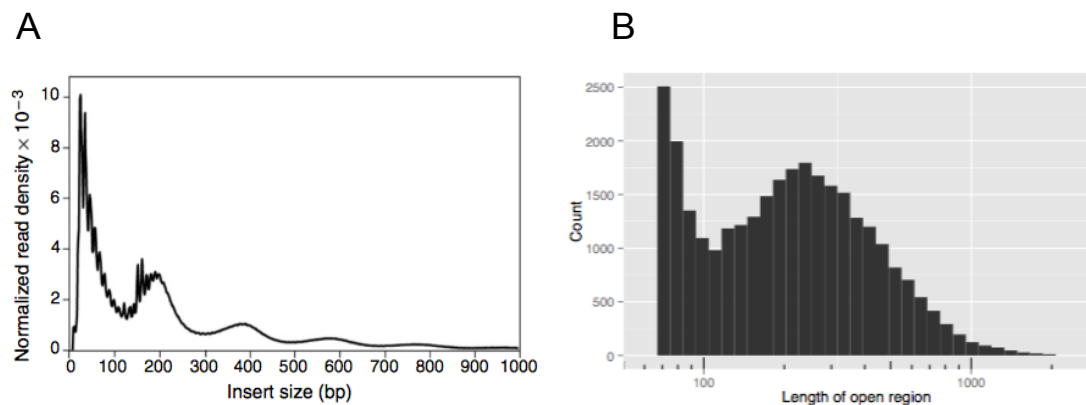 A
B
Normalized read density × 10⁻³
10
8
6
4
2
0
0 100 200 300 400 500 600 700 800 900 1000
Insert size (bp)
Count
2500
2000
1500
1000
500
0
100 1000
Length of open region